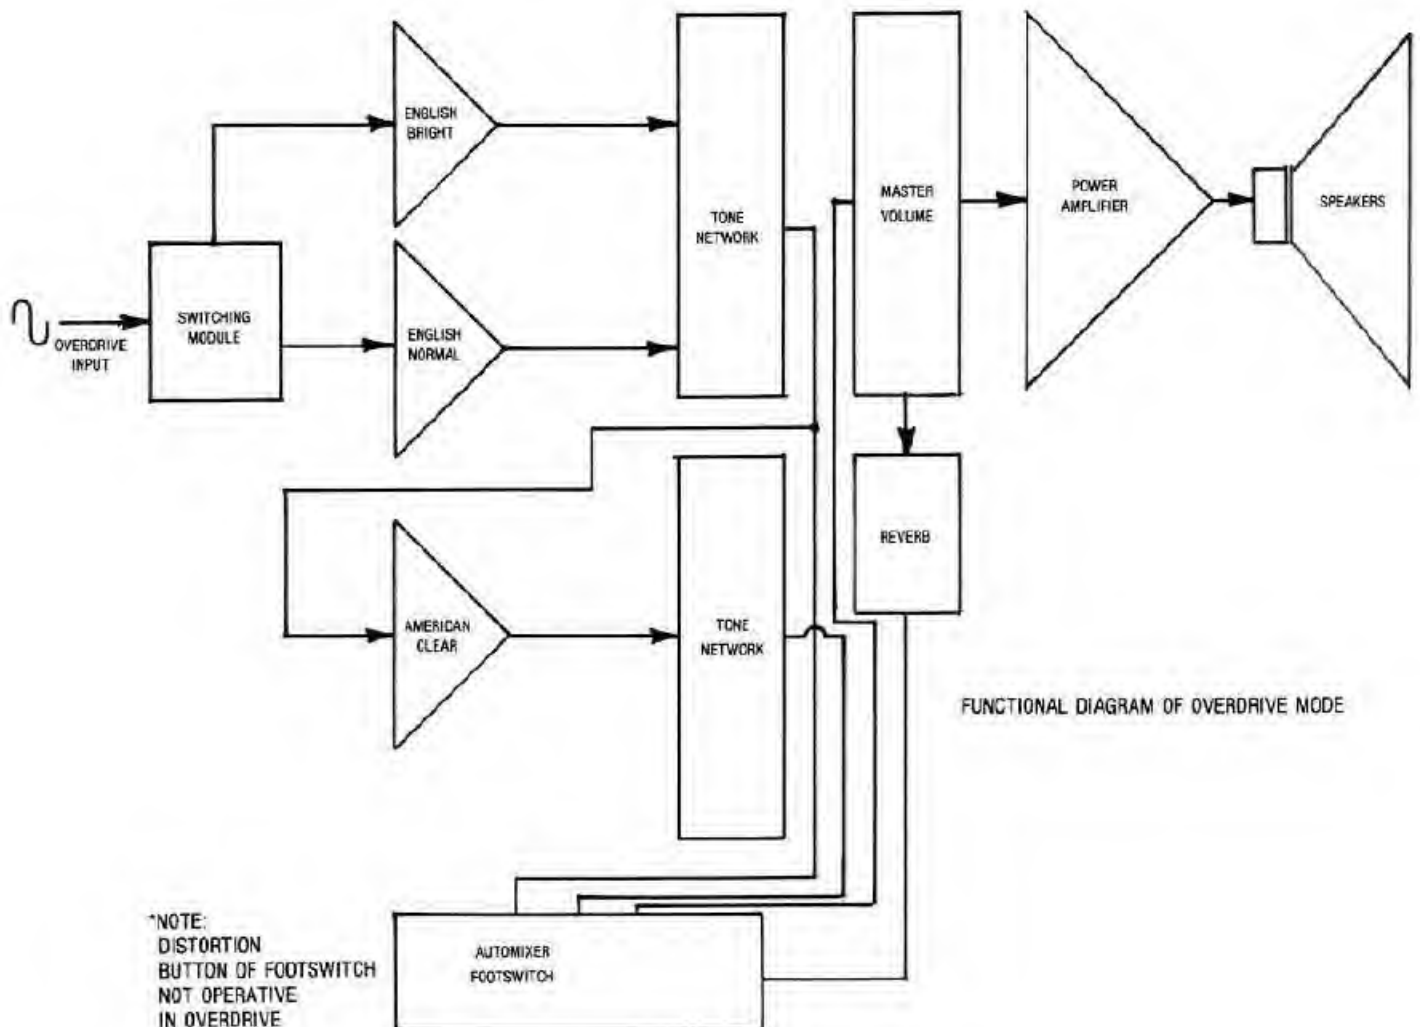 ENGLISH
BRIGHT
TONE
NETWORK
MASTER
VOLUME
POWER
AMPLIFIER
SPEAKERS
OVERDRIVE
INPUT
SWITCHING
MODULE
ENGLISH
NORMAL
REVERB
AMERICAN
CLEAR
TONE
NETWORK
FUNCTIONAL DIAGRAM OF OVERDRIVE MODE
*NOTE:
DISTORTION
BUTTON OF FOOTSWITCH
NOT OPERATIVE
IN OVERDRIVE
AUTOMIXER
FOOTSWITCH